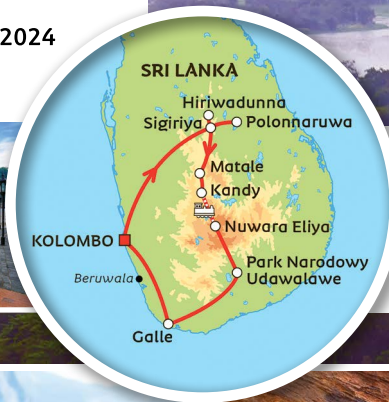 2024
SRI LANKA
Hiriwadunna
Sigiriya
Polonnaruwa
Matale
Kandy
Nuwara Eliya
KOLOMBO
Park Narodowy
Udawalawe
Beruwala
Galle